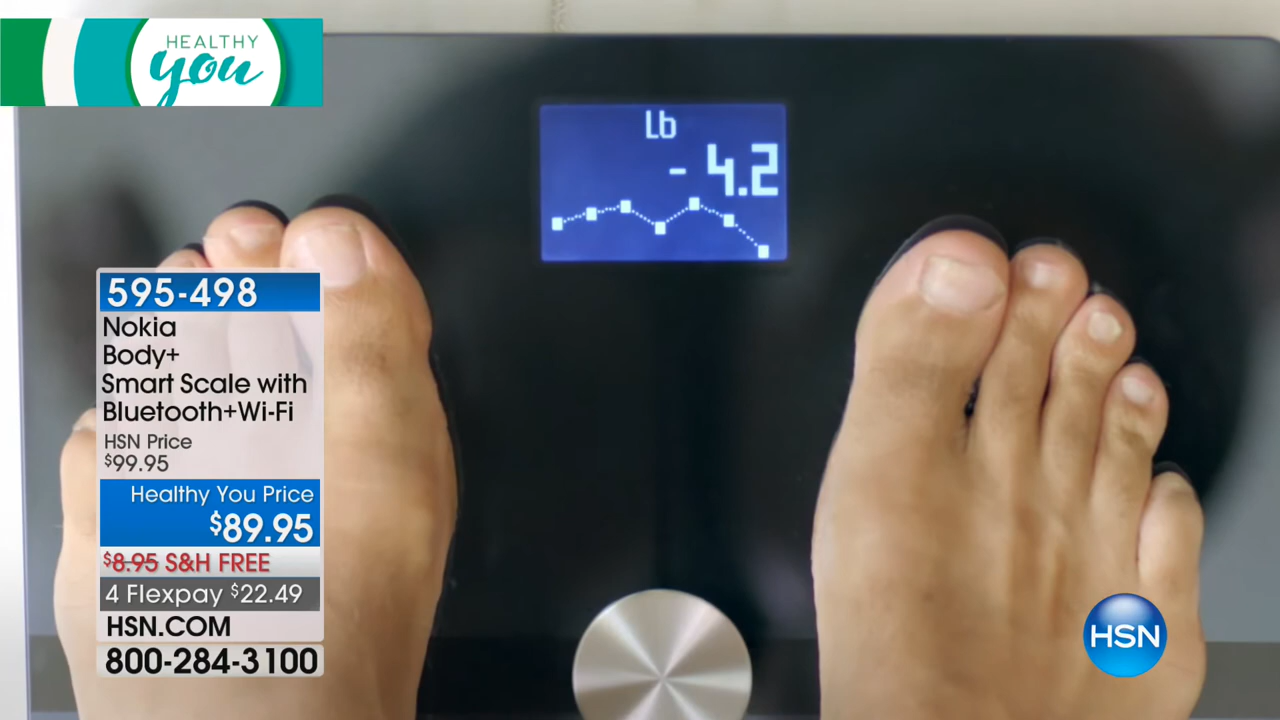 HEALTHY
you
Lb
- 4.2
595-498
Nokia
Body+
Smart Scale with
Bluetooth+Wi-Fi
HSN Price
$99.95
Healthy You Price
$89.95
$8.95 S&H FREE
4 Flexpay $22.49
HSN.COM
800-284-3100
HSN